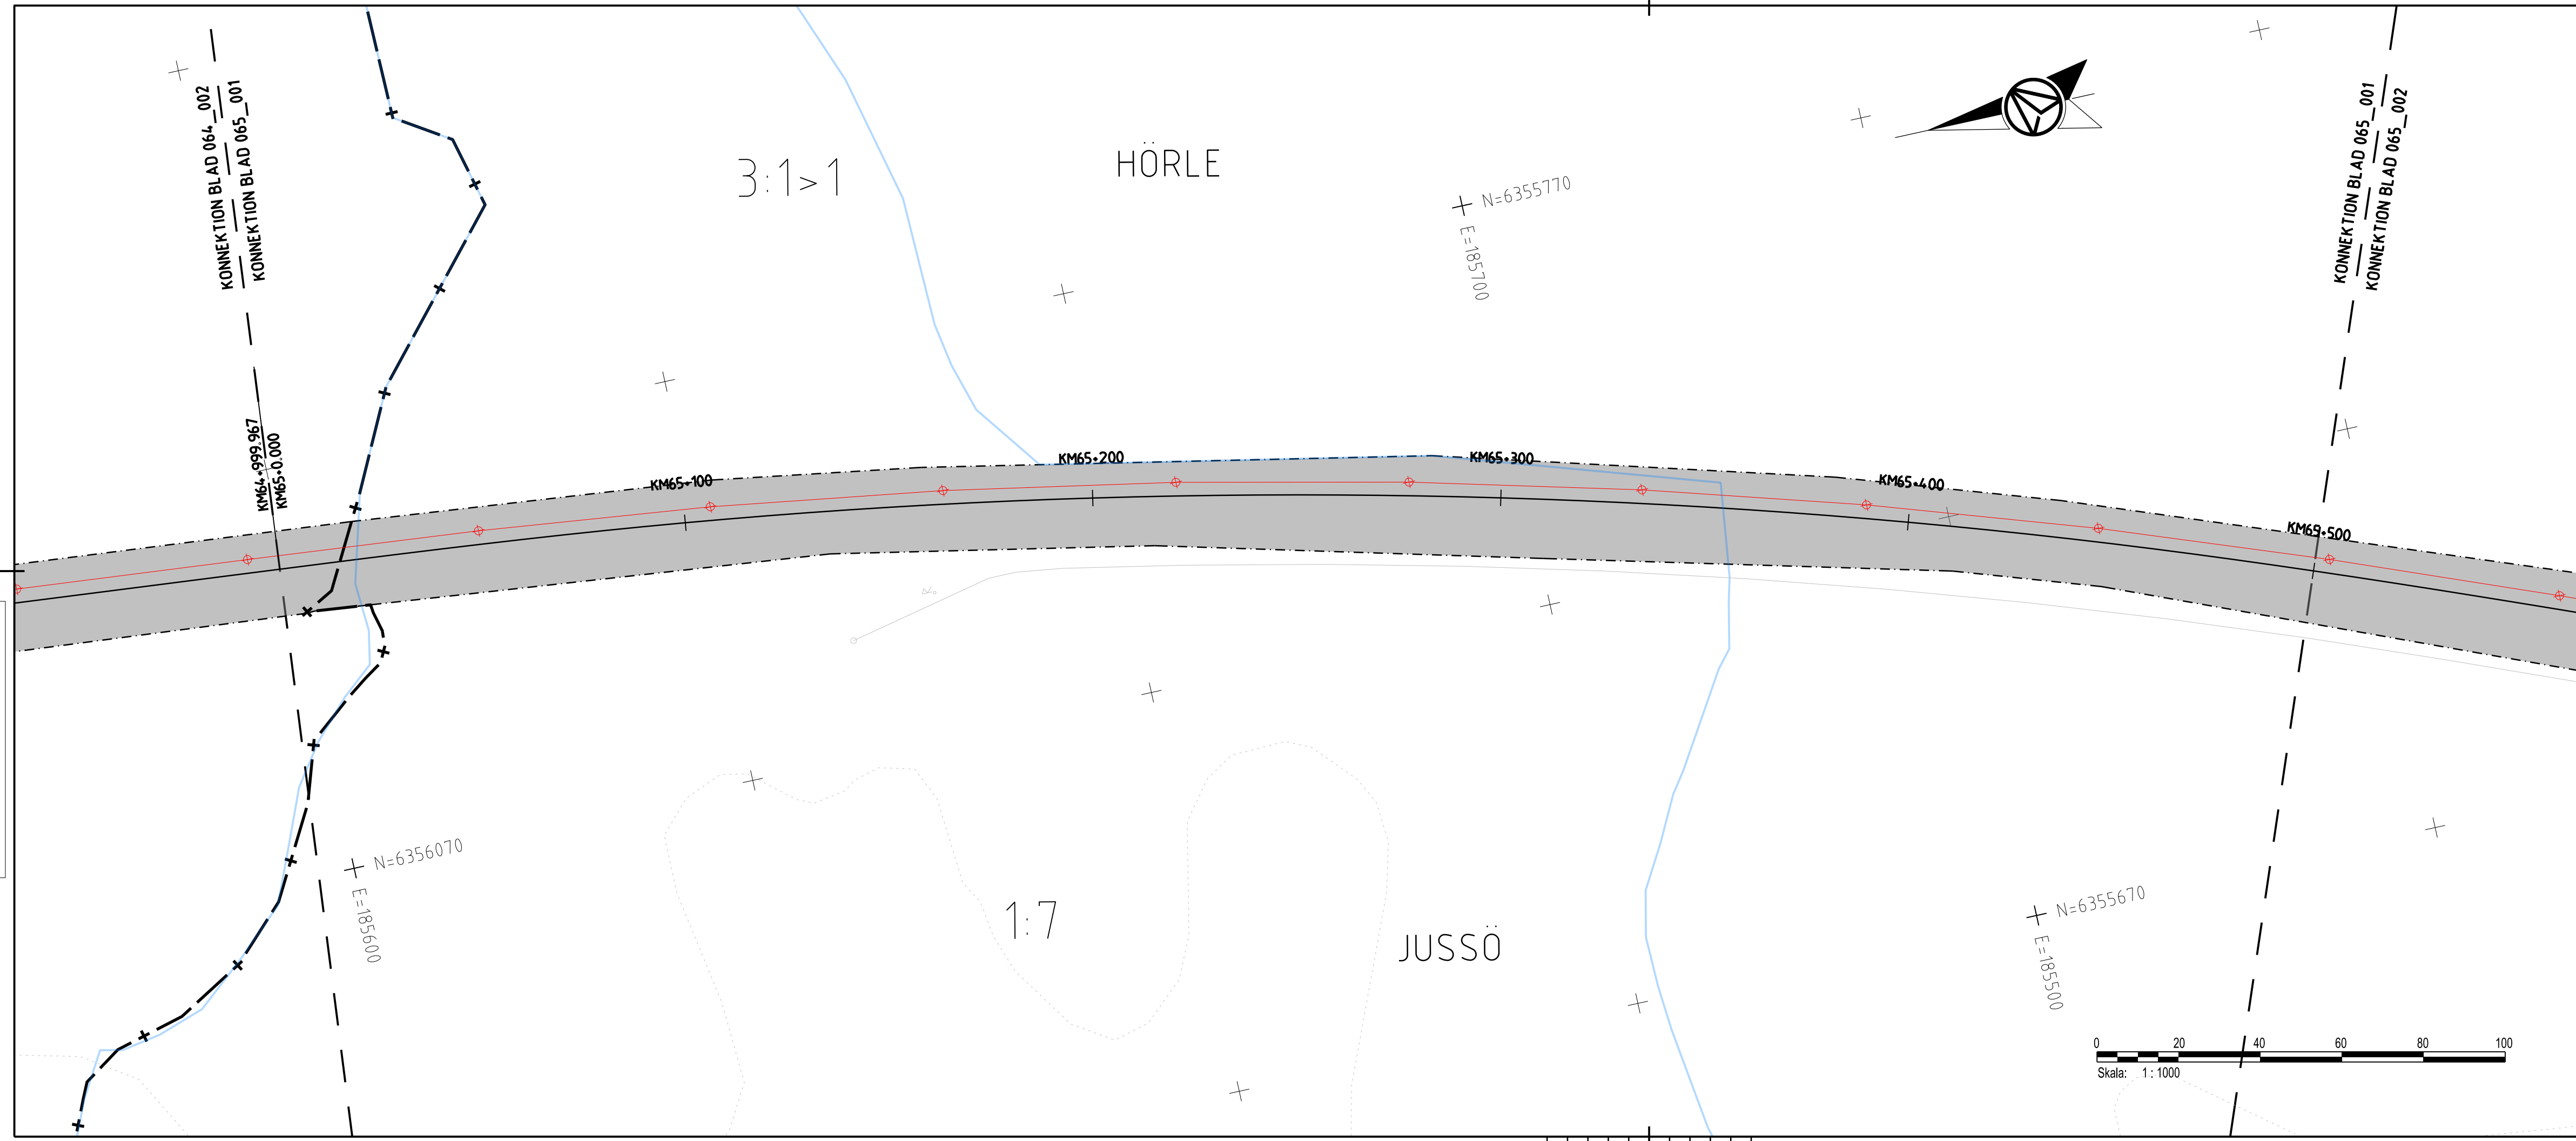 KONNEKTION BLAD 064_002
KONNEKTION BLAD 065_001
KONNEKTION BLAD 065_001
KONNEKTION BLAD 065_002
3:1>1
HÖRLE
N=6355770
E=185700
KM64+999.967
KM65+0.000
KM65+100
KM65+200
KM65+300
KM65+400
KM65+500
N=6356070
E=185600
1:7
JUSSÖ
N=6355670
E=185500
0 20 40 60 80 100
Skala: 1 : 1000